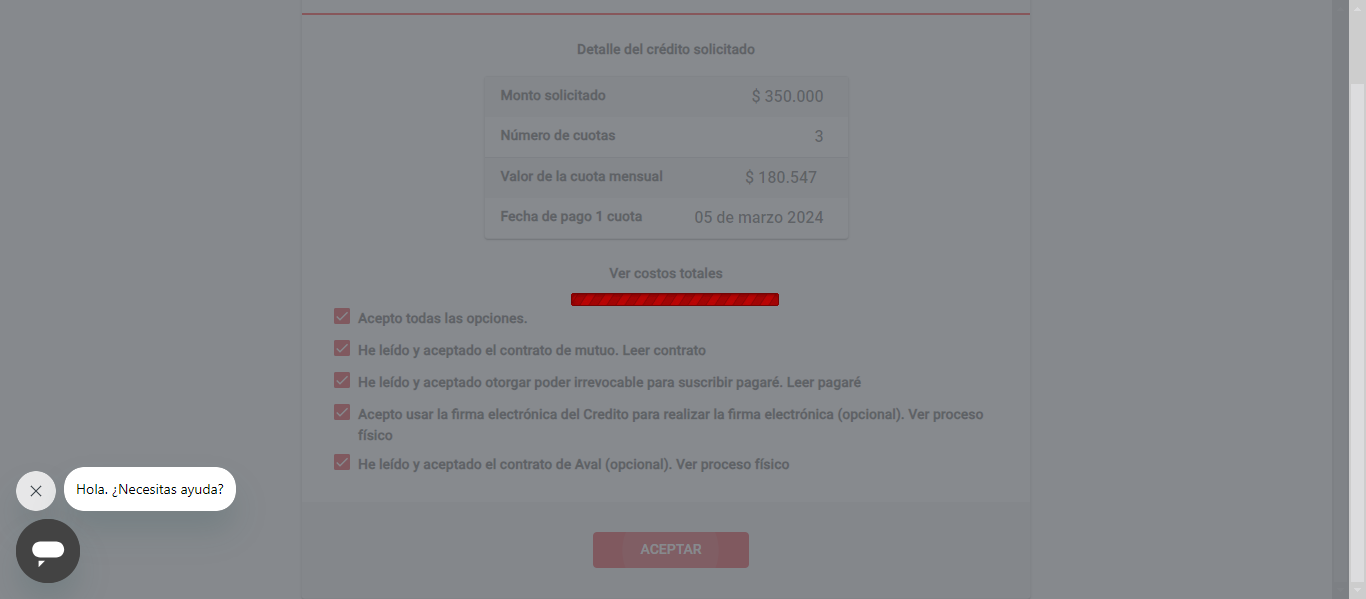 Detalle del crédito solicitado
Monto solicitado $ 350.000
Número de cuotas 3
Valor de la cuota mensual $ 180.547
Fecha de pago 1 cuota 05 de marzo 2024
Ver costos totales
Acepto todas las opciones.
He leído y aceptado el contrato de mutuo. Leer contrato
He leído y aceptado otorgar poder irrevocable para suscribir pagaré. Leer pagaré
Acepto usar la firma electrónica del Credito para realizar la firma electrónica (opcional). Ver proceso
físico
He leído y aceptado el contrato de Aval (opcional). Ver proceso físico
Hola. ¿Necesitas ayuda?
ACEPTAR